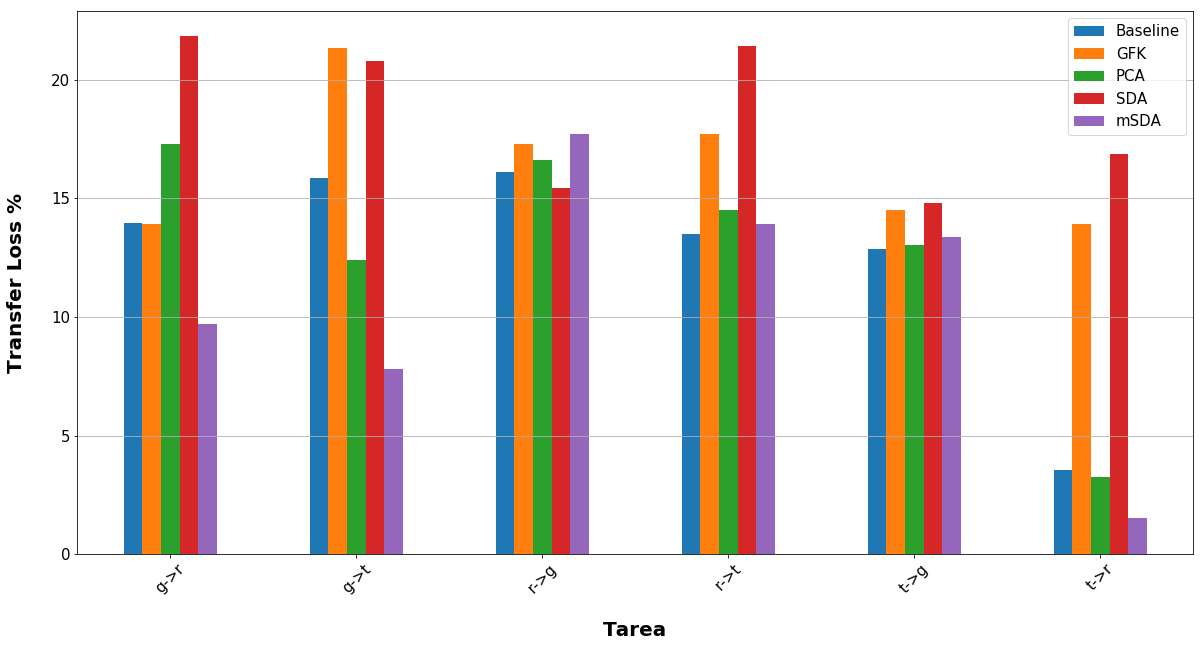 Transfer Loss %
20
15
10
5
0
Baseline
GFK
PCA
SDA
mSDA
g->r
g->t
r->g
r->t
t->g
t->r
Tarea